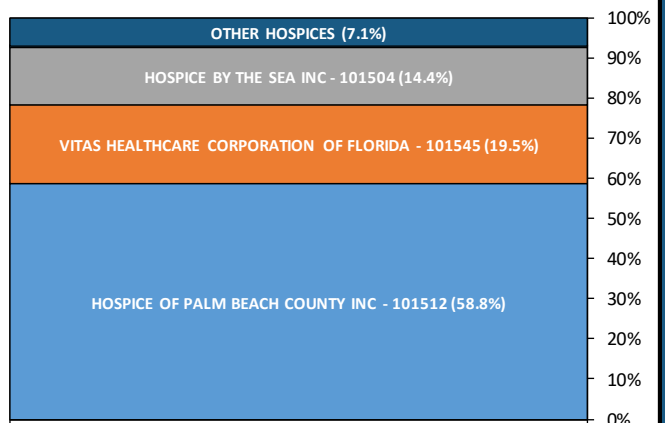 100%
OTHER HOSPICES (7.1%)
90%
HOSPICE BY THE SEA INC - 101504 (14.4%)
80%
70%
VITAS HEALTHCARE CORPORATION OF FLORIDA - 101545 (19.5%)
60%
50%
40%
30%
HOSPICE OF PALM BEACH COUNTY INC - 101512 (58.8%)
20%
10%
0%